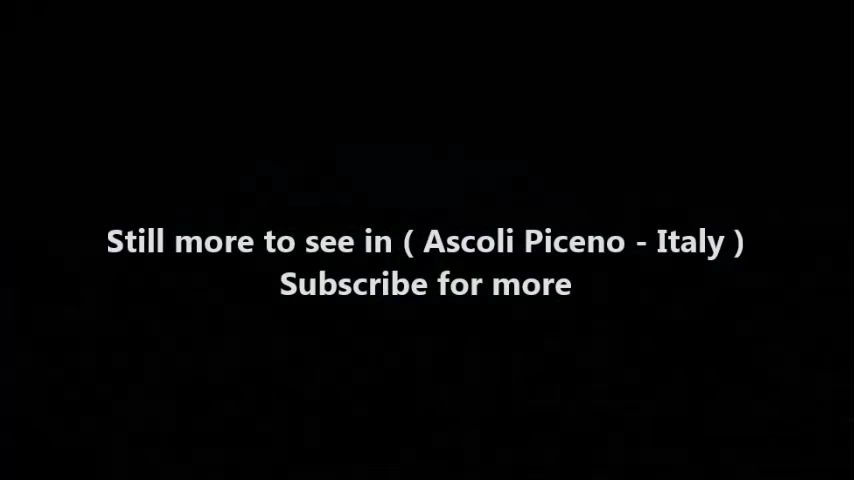 Still more to see in ( Ascoli Piceno - Italy )
Subscribe for more